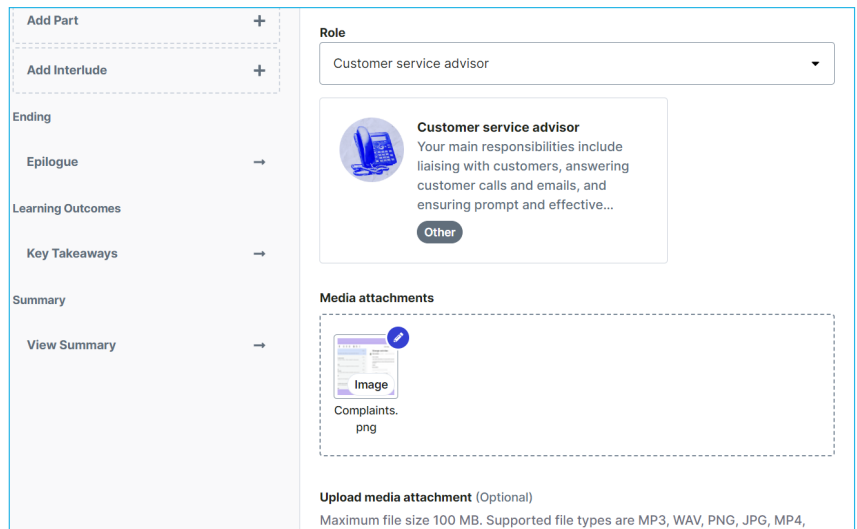 Add Part
Add Interlude
Ending
Epilogue
Learning Outcomes
Key Takeaways
Summary
View Summary
Role
Customer service advisor
Customer service advisor
Your main responsibilities include
liaising with customers, answering
customer calls and emails, and
ensuring prompt and effective...
Other
Media attachments
Image
Complaints.
png
Upload media attachment (Optional)
Maximum file size 100 MB. Supported file types are MP3, WAV, PNG, JPG, MP4,